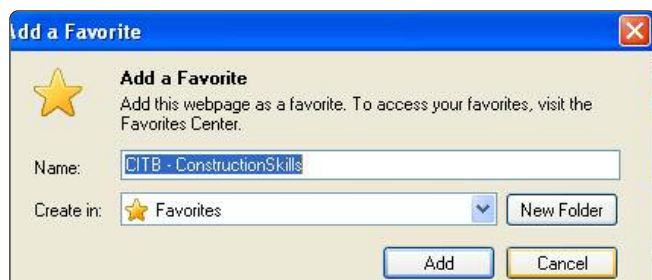 Add a Favorite
Add a Favorite
Add this webpage as a favorite. To access your favorites, visit the
Favorites Center.
Name: CITB - ConstructionSkills
Create in: Favorites New Folder
Add Cancel